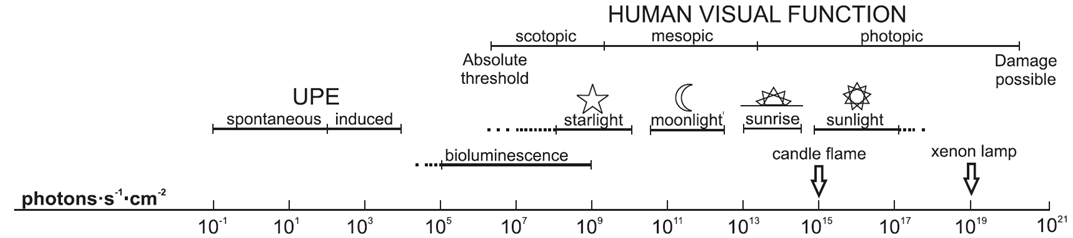 HUMAN VISUAL FUNCTION
scotopic mesopic photopic
Absolute
threshold
Damage
possible
UPE
spontaneous induced
starlight moonlight sunrise sunlight
bioluminescence
candle flame xenon lamp
photons·s⁻¹·cm⁻²
10⁻¹ 10¹ 10³ 10⁵ 10⁷ 10⁹ 10¹¹ 10¹³ 10¹⁵ 10¹⁷ 10¹⁹ 10²¹